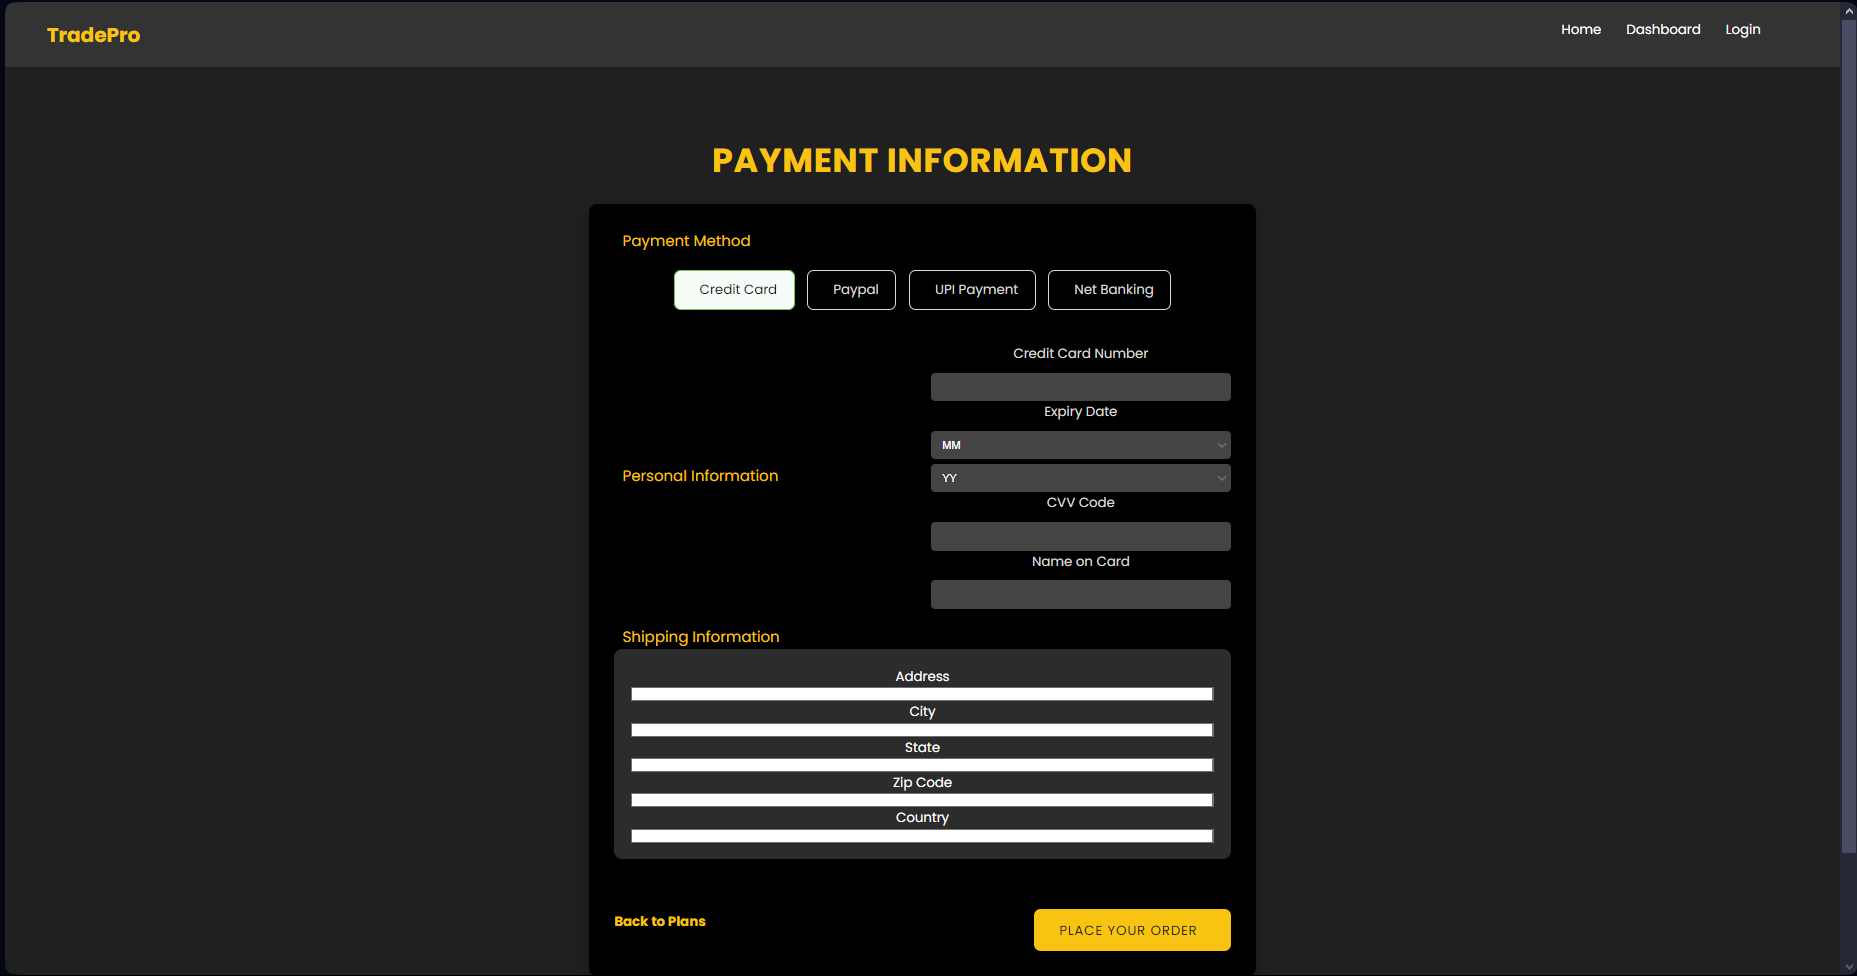 TradePro
Home Dashboard Login
PAYMENT INFORMATION
Payment Method
Credit Card Paypal UPI Payment Net Banking
Credit Card Number
Expiry Date
MM
Personal Information
YY
CVV Code
Name on Card
Shipping Information
Address
City
State
Zip Code
Country
Back to Plans
PLACE YOUR ORDER